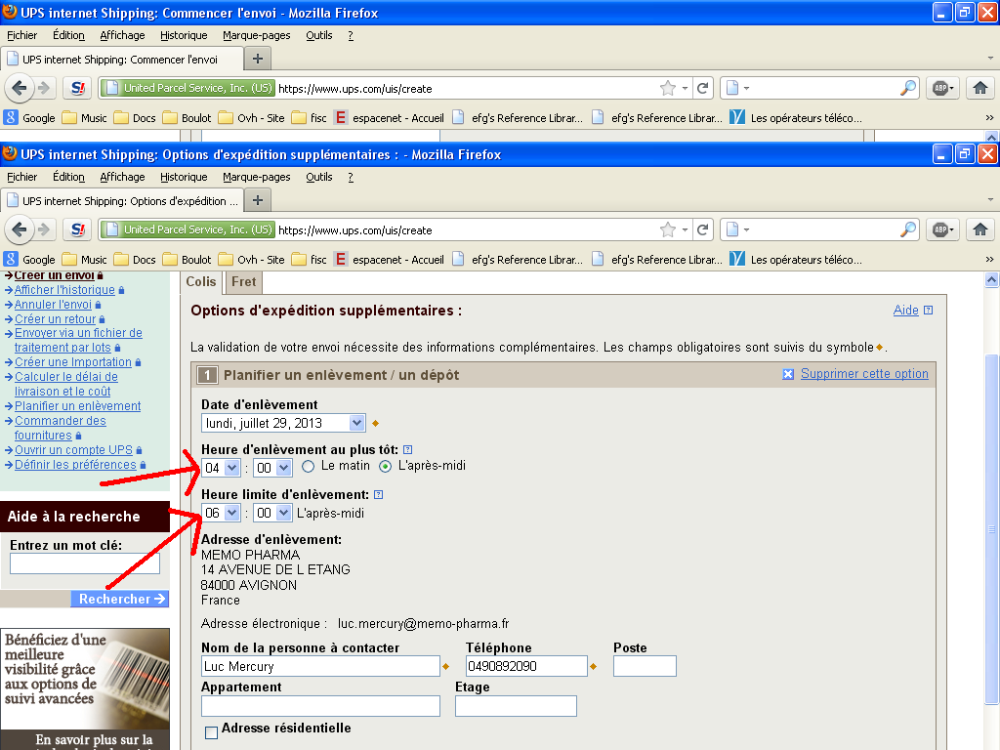 UPS internet Shipping: Commencer l'envoi - Mozilla Firefox
Fichier Édition Affichage Historique Marque-pages Outils ?
UPS internet Shipping: Commencer l'envoi +
S! United Parcel Service, Inc. (US) https://www.ups.com/uis/create ABP
8 Google Music Docs Boulot Ovh - Site fisc E espacenet - Accueil efg's Reference Librar... efg's Reference Librar... Y Les opérateurs téléco... »
UPS internet Shipping: Options d'expédition supplémentaires : - Mozilla Firefox
Fichier Édition Affichage Historique Marque-pages Outils ?
UPS internet Shipping: Options d'expédition ... +
S! United Parcel Service, Inc. (US) https://www.ups.com/uis/create ABP
8 Google Music Docs Boulot Ovh - Site fisc E espacenet - Accueil efg's Reference Librar... efg's Reference Librar... Y Les opérateurs téléco... »
Créer un envoi
Afficher l'historique
Annuler l'envoi
Créer un retour
Envoyer via un fichier de
traitement par lots
Créer une Importation
Calculer le délai de
livraison et le coût
Planifier un enlèvement
Commander des
fournitures
Ouvrir un compte UPS
Définir les préférences
Aide à la recherche
Entrez un mot clé:
Rechercher
Bénéficiez d'une
meilleure
visibilité grâce
aux options de
suivi avancées
En savoir plus sur la
Colis Fret
Options d'expédition supplémentaires :
Aide ?
La validation de votre envoi nécessite des informations complémentaires. Les champs obligatoires sont suivis du symbole .
1 Planifier un enlèvement / un dépôt
Supprimer cette option
Date d'enlèvement
lundi, juillet 29, 2013
Heure d'enlèvement au plus tôt: ?
04 : 00 Le matin L'après-midi
Heure limite d'enlèvement: ?
06 : 00 L'après-midi
Adresse d'enlèvement:
MEMO PHARMA
14 AVENUE DE L ETANG
84000 AVIGNON
France
Adresse électronique : luc.mercury@memo-pharma.fr
Nom de la personne à contacter Téléphone Poste
Luc Mercury 0490892090
Appartement Etage
Adresse résidentielle